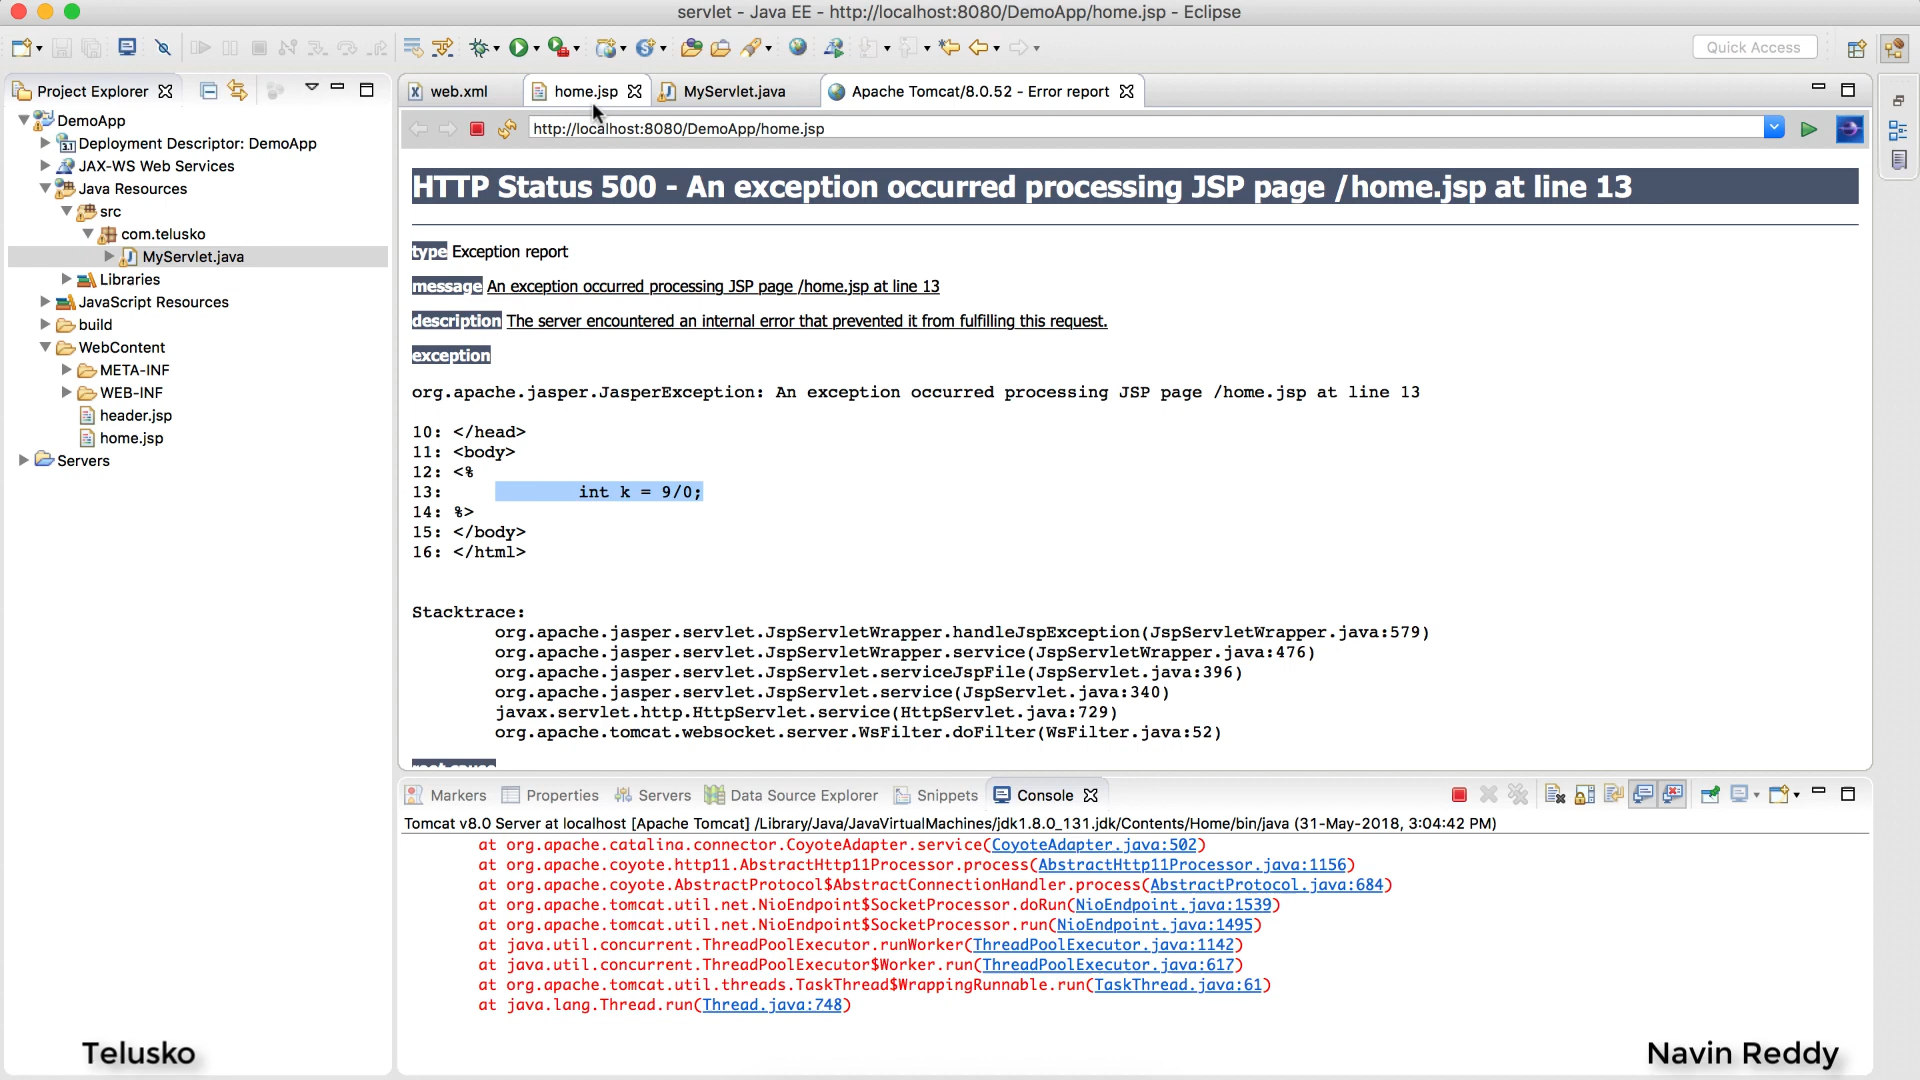 servlet - Java EE - http://localhost:8080/DemoApp/home.jsp - Eclipse
Quick Access
Project Explorer
web.xml
home.jsp
MyServlet.java
Apache Tomcat/8.0.52 - Error report
DemoApp
Deployment Descriptor: DemoApp
JAX-WS Web Services
Java Resources
src
com.telusko
MyServlet.java
Libraries
JavaScript Resources
build
WebContent
META-INF
WEB-INF
header.jsp
home.jsp
Servers
http://localhost:8080/DemoApp/home.jsp
HTTP Status 500 - An exception occurred processing JSP page /home.jsp at line 13
type Exception report
message An exception occurred processing JSP page /home.jsp at line 13
description The server encountered an internal error that prevented it from fulfilling this request.
exception
org.apache.jasper.JasperException: An exception occurred processing JSP page /home.jsp at line 13
10: </head>
11: <body>
12: <%
13: int k = 9/0;
14: %>
15: </body>
16: </html>
Stacktrace:
org.apache.jasper.servlet.JspServletWrapper.handleJspException(JspServletWrapper.java:579)
org.apache.jasper.servlet.JspServletWrapper.service(JspServletWrapper.java:476)
org.apache.jasper.servlet.JspServlet.serviceJspFile(JspServlet.java:396)
org.apache.jasper.servlet.JspServlet.service(JspServlet.java:340)
javax.servlet.http.HttpServlet.service(HttpServlet.java:729)
org.apache.tomcat.websocket.server.WsFilter.doFilter(WsFilter.java:52)
Markers
Properties
Servers
Data Source Explorer
Snippets
Console
Tomcat v8.0 Server at localhost [Apache Tomcat] /Library/Java/JavaVirtualMachines/jdk1.8.0_131.jdk/Contents/Home/bin/java (31-May-2018, 3:04:42 PM)
at org.apache.catalina.connector.CoyoteAdapter.service(CoyoteAdapter.java:502)
at org.apache.coyote.http11.AbstractHttp11Processor.process(AbstractHttp11Processor.java:1156)
at org.apache.coyote.AbstractProtocol$AbstractConnectionHandler.process(AbstractProtocol.java:684)
at org.apache.tomcat.util.net.NioEndpoint$SocketProcessor.doRun(NioEndpoint.java:1539)
at org.apache.tomcat.util.net.NioEndpoint$SocketProcessor.run(NioEndpoint.java:1495)
at java.util.concurrent.ThreadPoolExecutor.runWorker(ThreadPoolExecutor.java:1142)
at java.util.concurrent.ThreadPoolExecutor$Worker.run(ThreadPoolExecutor.java:617)
at org.apache.tomcat.util.threads.TaskThread$WrappingRunnable.run(TaskThread.java:61)
at java.lang.Thread.run(Thread.java:748)
Telusko
Navin Reddy